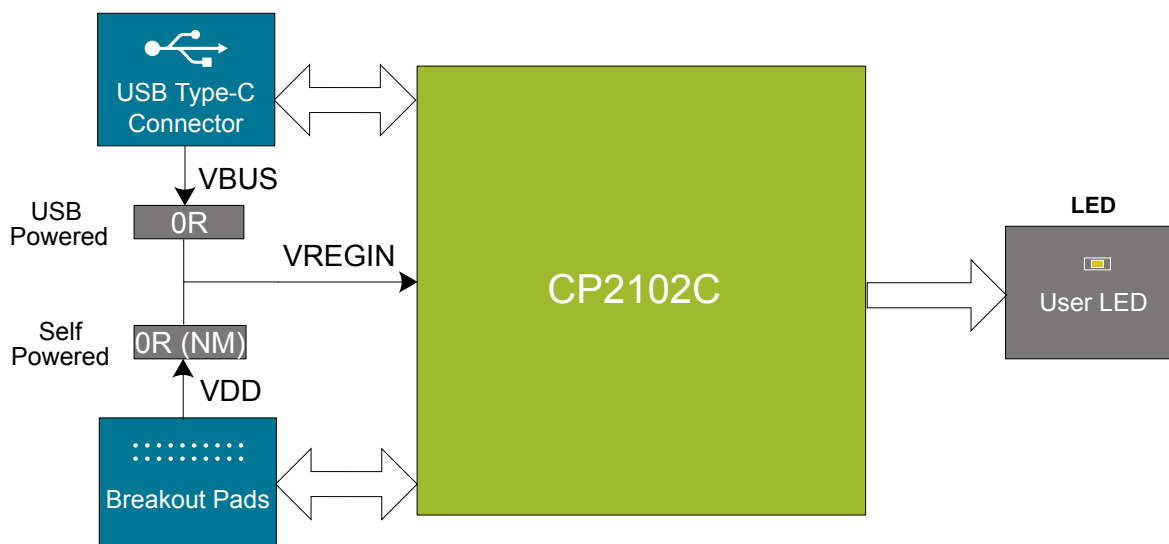 USB Type-C
Connector
VBUS
USB
Powered
0R
VREGIN
Self
Powered
0R (NM)
VDD
Breakout Pads
CP2102C
LED
User LED